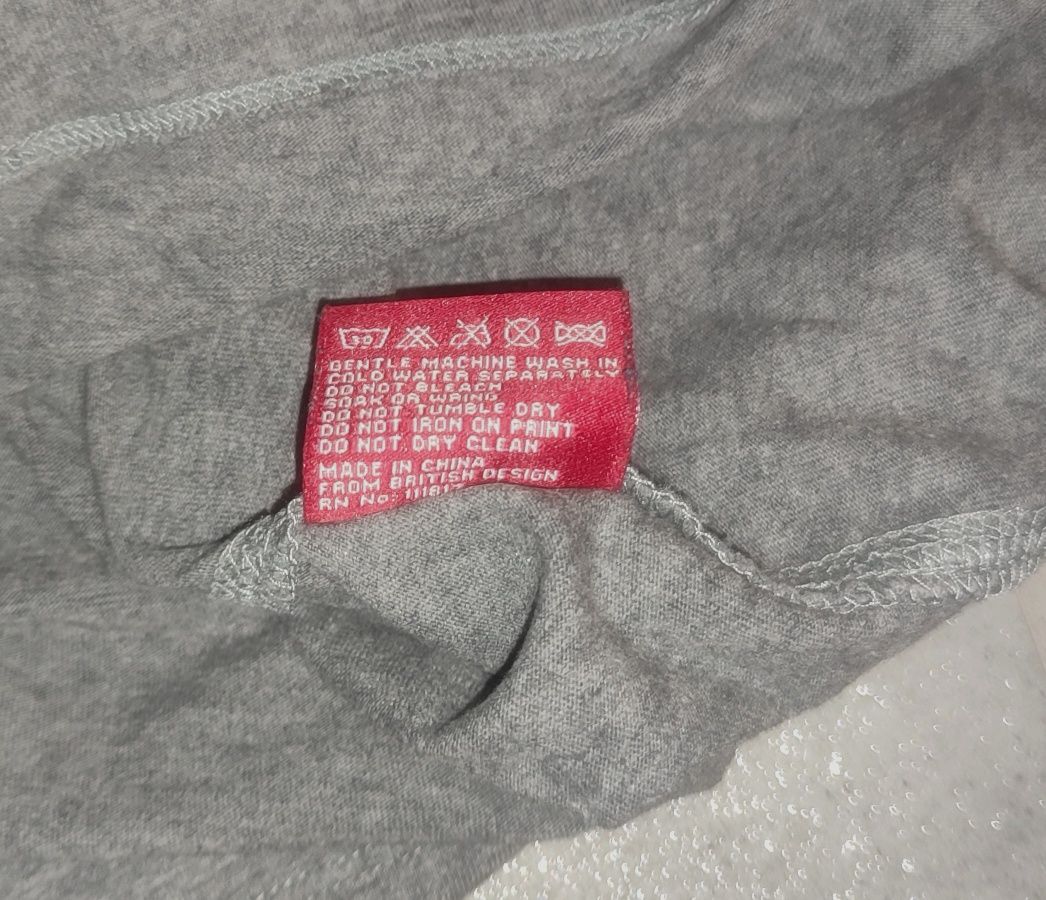 30
GENTLE MACHINE WASH IN
COLD WATER SEPARATELY
DO NOT BLEACH
SOAK OR WRING
DO NOT TUMBLE DRY
DO NOT IRON ON PRINT
DO NOT DRY CLEAN
MADE IN CHINA
FROM BRITISH DESIGN
RN No: